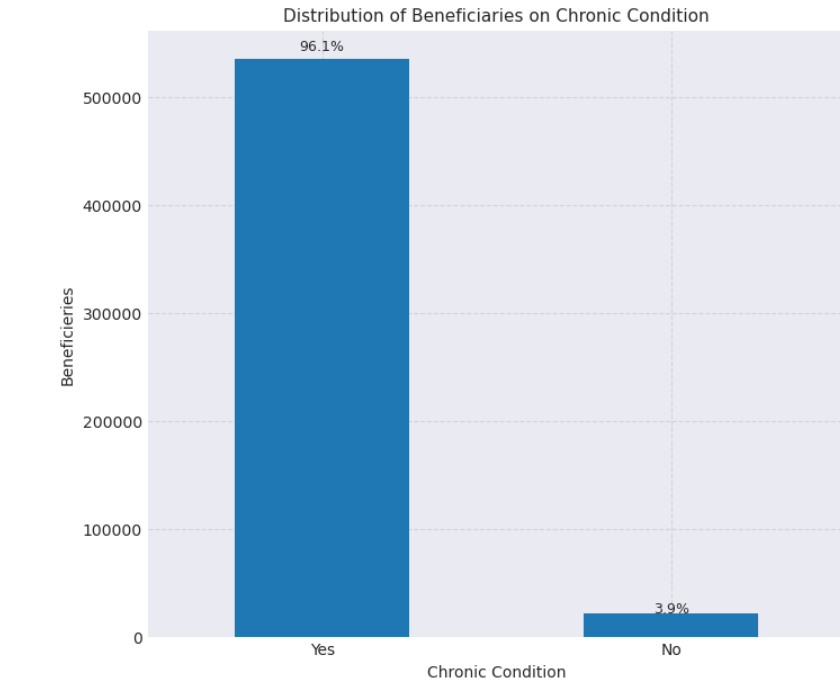 Distribution of Beneficiaries on Chronic Condition
96.1%
500000
400000
300000
200000
100000
0
Beneficieries
3.9%
Yes
No
Chronic Condition